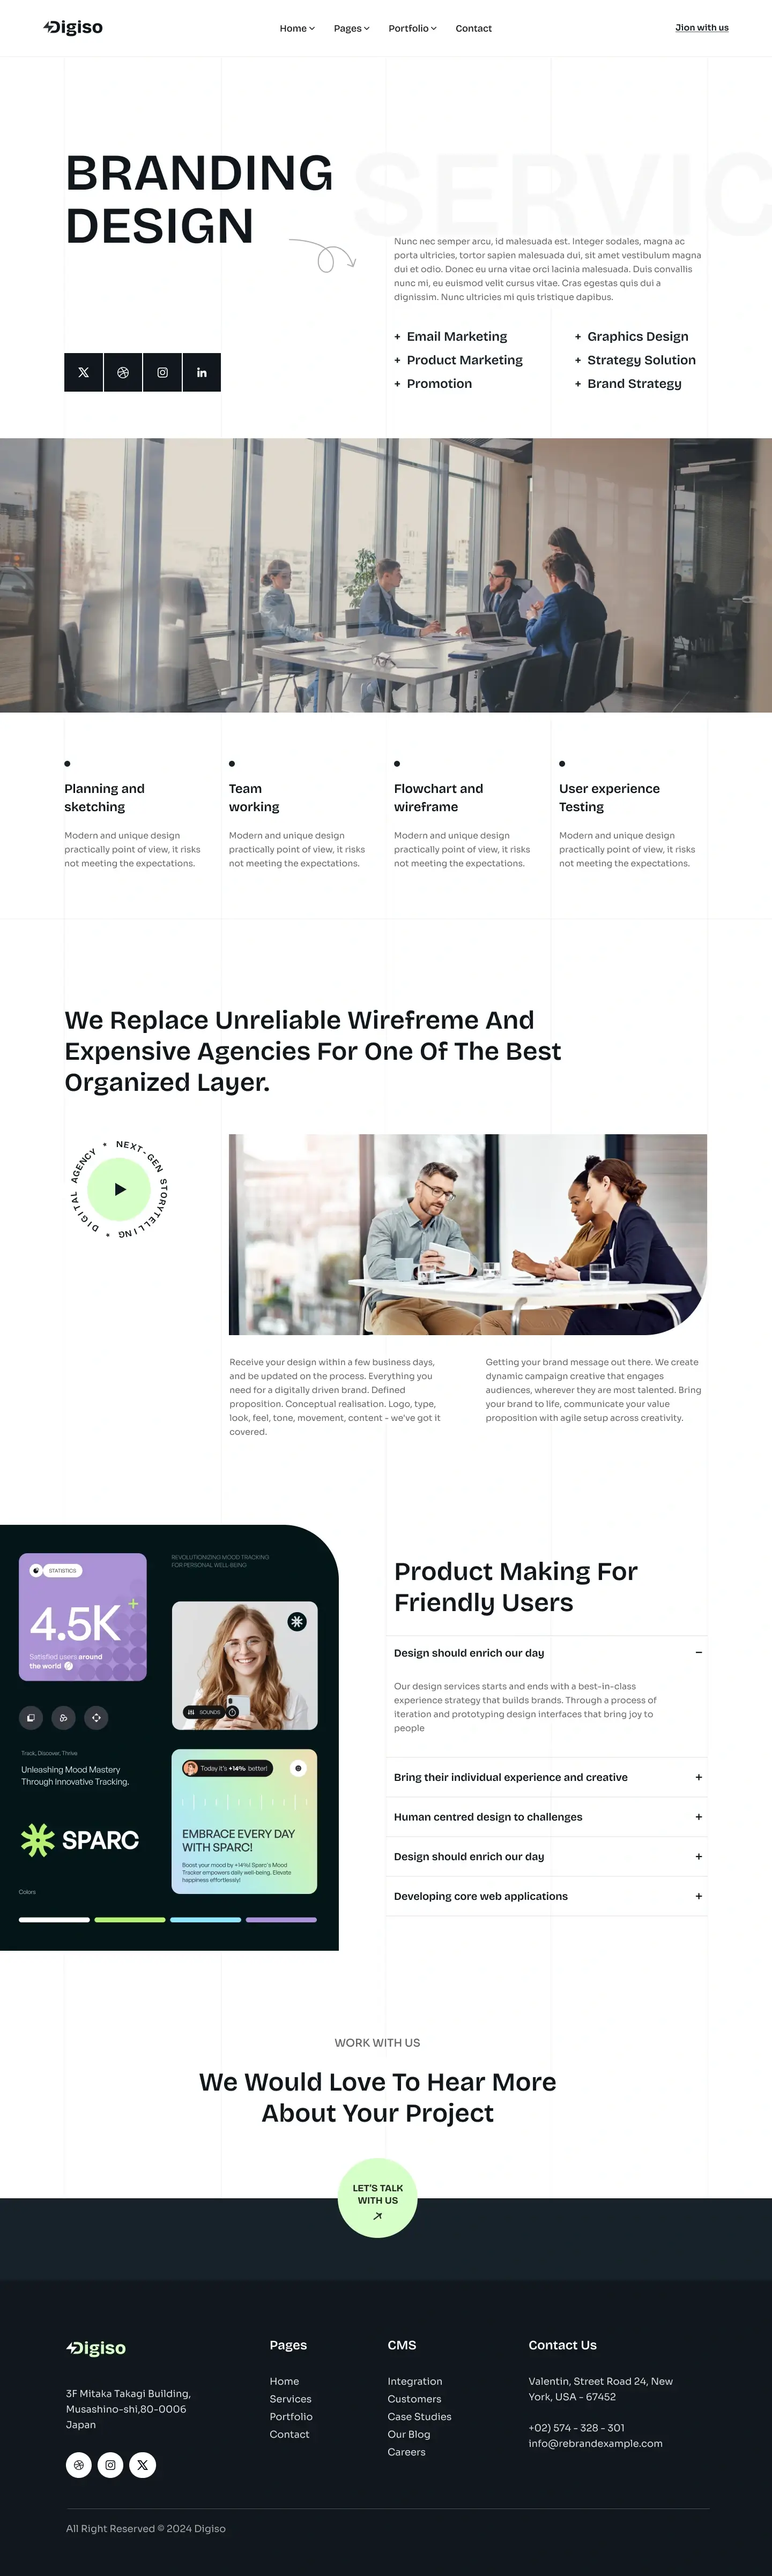 Digiso
Home Pages Portfolio Contact
Jion with us
SERVIC
BRANDING
DESIGN
Nunc nec semper arcu, id malesuada est. Integer sodales, magna ac
porta ultricies, tortor sapien malesuada dui, sit amet vestibulum magna
dui et odio. Donec eu urna vitae orci lacinia malesuada. Duis convallis
nunc mi, eu euismod velit cursus vitae. Cras egestas quis dui a
dignissim. Nunc ultricies mi quis tristique dapibus.
+ Email Marketing
+ Product Marketing
+ Promotion
+ Graphics Design
+ Strategy Solution
+ Brand Strategy
Planning and
sketching
Modern and unique design
practically point of view, it risks
not meeting the expectations.
Team
working
Modern and unique design
practically point of view, it risks
not meeting the expectations.
Flowchart and
wireframe
Modern and unique design
practically point of view, it risks
not meeting the expectations.
User experience
Testing
Modern and unique design
practically point of view, it risks
not meeting the expectations.
We Replace Unreliable Wirefreme And
Expensive Agencies For One Of The Best
Organized Layer.
DIGITAL AGENCY * NEXT-GEN STORYTELLING *
Receive your design within a few business days,
and be updated on the process. Everything you
need for a digitally driven brand. Defined
proposition. Conceptual realisation. Logo, type,
look, feel, tone, movement, content - we've got it
covered.
Getting your brand message out there. We create
dynamic campaign creative that engages
audiences, wherever they are most talented. Bring
your brand to life, communicate your value
proposition with agile setup across creativity.
STATISTICS
4.5K+
Satisfied users around
the world
REVOLUTIONIZING MOOD TRACKING
FOR PERSONAL WELL-BEING
SOUNDS
Track, Discover, Thrive
Unleashing Mood Mastery
Through Innovative Tracking.
SPARC
Colors
Today it's +14% better!
EMBRACE EVERY DAY
WITH SPARC!
Boost your mood by +14%! Sparc's Mood
Tracker empowers daily well-being. Elevate
happiness effortlessly!
Product Making For
Friendly Users
Design should enrich our day −
Our design services starts and ends with a best-in-class
experience strategy that builds brands. Through a process of
iteration and prototyping design interfaces that bring joy to
people
Bring their individual experience and creative +
Human centred design to challenges +
Design should enrich our day +
Developing core web applications +
WORK WITH US
We Would Love To Hear More
About Your Project
LET'S TALK
WITH US
Digiso
3F Mitaka Takagi Building,
Musashino-shi,80-0006
Japan
Pages
Home
Services
Portfolio
Contact
CMS
Integration
Customers
Case Studies
Our Blog
Careers
Contact Us
Valentin, Street Road 24, New
York, USA - 67452
+02) 574 - 328 - 301
info@rebrandexample.com
All Right Reserved © 2024 Digiso